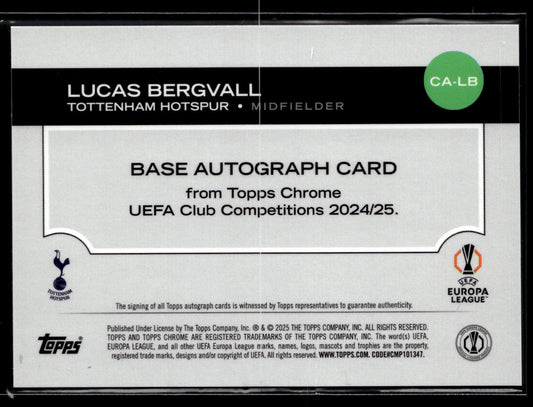 CA-LB
LUCAS BERGVALL
TOTTENHAM HOTSPUR • MIDFIELDER
BASE AUTOGRAPH CARD
from Topps Chrome
UEFA Club Competitions 2024/25.
TOTTENHAM
HOTSPUR
UEFA
EUROPA
LEAGUE™
The signing of all Topps autograph cards is witnessed by Topps representatives to guarantee authenticity.
topps
Published Under License by The Topps Company, Inc. ® & © 2025 THE TOPPS COMPANY, INC. ALL RIGHTS RESERVED.
TOPPS AND TOPPS CHROME ARE REGISTERED TRADEMARKS OF THE TOPPS COMPANY, INC. The word(s) UEFA,
EUROPA LEAGUE, and all other UEFA Europa League marks, names, logos, mascots and trophies are the property,
registered trade marks, designs and/or copyright of UEFA. All rights reserved. WWW.TOPPS.COM. CODE#CMP101347.